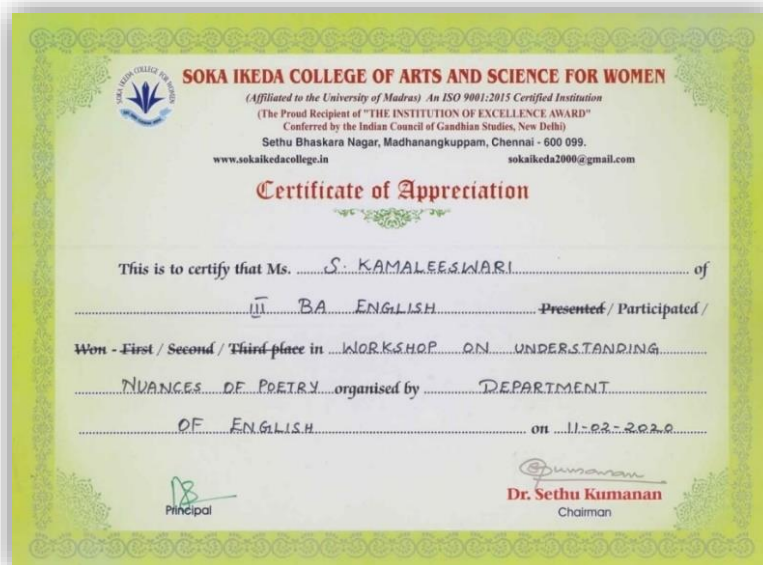 SOKA IKEDA COLLEGE OF ARTS AND SCIENCE FOR WOMEN
(Affiliated to the University of Madras) An ISO 9001:2015 Certified Institution
(The Proud Recipient of "THE INSTITUTION OF EXCELLENCE AWARD"
Conferred by the Indian Council of Gandhian Studies, New Delhi)
Sethu Bhaskara Nagar, Madhanangkuppam, Chennai - 600 099.
www.sokaikedacollege.in sokaikeda2000@gmail.com
Certificate of Appreciation
This is to certify that Ms. S. KAMALEESWARI of
III BA ENGLISH Presented / Participated /
Won - First / Second / Third place in WORKSHOP ON UNDERSTANDING
NUANCES OF POETRY organised by DEPARTMENT
OF ENGLISH on 11-02-2020
Principal
Dr. Sethu Kumanan
Chairman